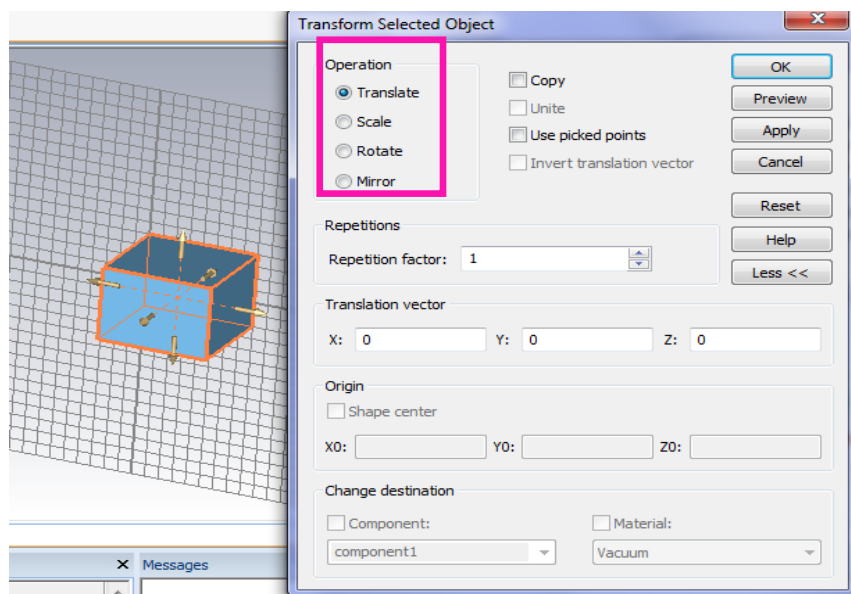 Transform Selected Object
Operation
Translate
Scale
Rotate
Mirror
Copy
Unite
Use picked points
Invert translation vector
OK
Preview
Apply
Cancel
Reset
Help
Less <<
Repetitions
Repetition factor: 1
Translation vector
X: 0 Y: 0 Z: 0
Origin
Shape center
X0: Y0: Z0:
Change destination
Component: Material:
component1 Vacuum
Messages